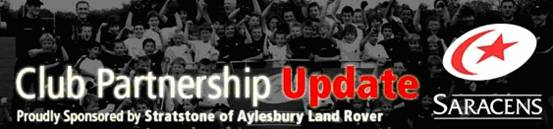 Club Partnership Update
Proudly Sponsored by Stratstone of Aylesbury Land Rover
SARACENS